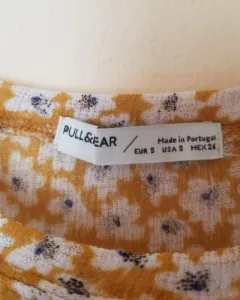 PULL&BEAR
Made in Portugal
EUR S USA S MEX 26